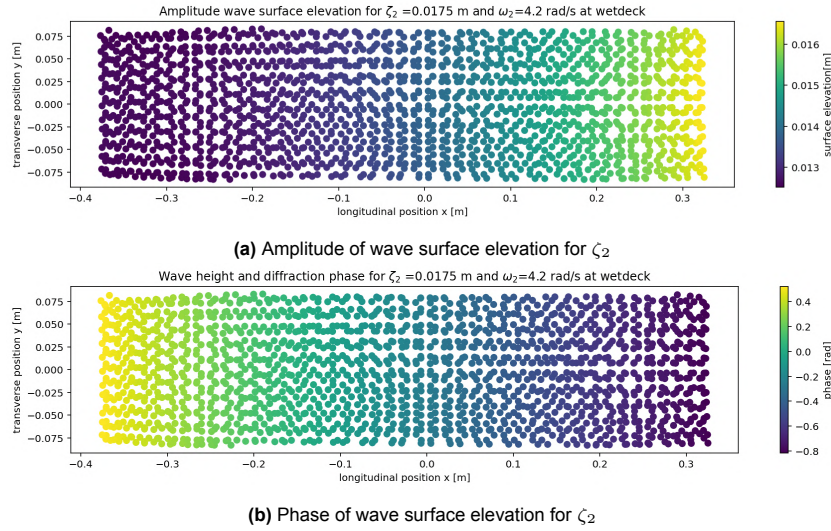 Amplitude wave surface elevation for ζ₂ =0.0175 m and ω₂=4.2 rad/s at wetdeck
transverse position y [m]
0.075
0.050
0.025
0.000
−0.025
−0.050
−0.075
−0.4 −0.3 −0.2 −0.1 0.0 0.1 0.2 0.3
longitudinal position x [m]
0.016
0.015
0.014
0.013
surface elevation[m]
(a) Amplitude of wave surface elevation for ζ₂
Wave height and diffraction phase for ζ₂ =0.0175 m and ω₂=4.2 rad/s at wetdeck
transverse position y [m]
0.075
0.050
0.025
0.000
−0.025
−0.050
−0.075
−0.4 −0.3 −0.2 −0.1 0.0 0.1 0.2 0.3
longitudinal position x [m]
0.4
0.2
0.0
−0.2
−0.4
−0.6
−0.8
phase [rad]
(b) Phase of wave surface elevation for ζ₂